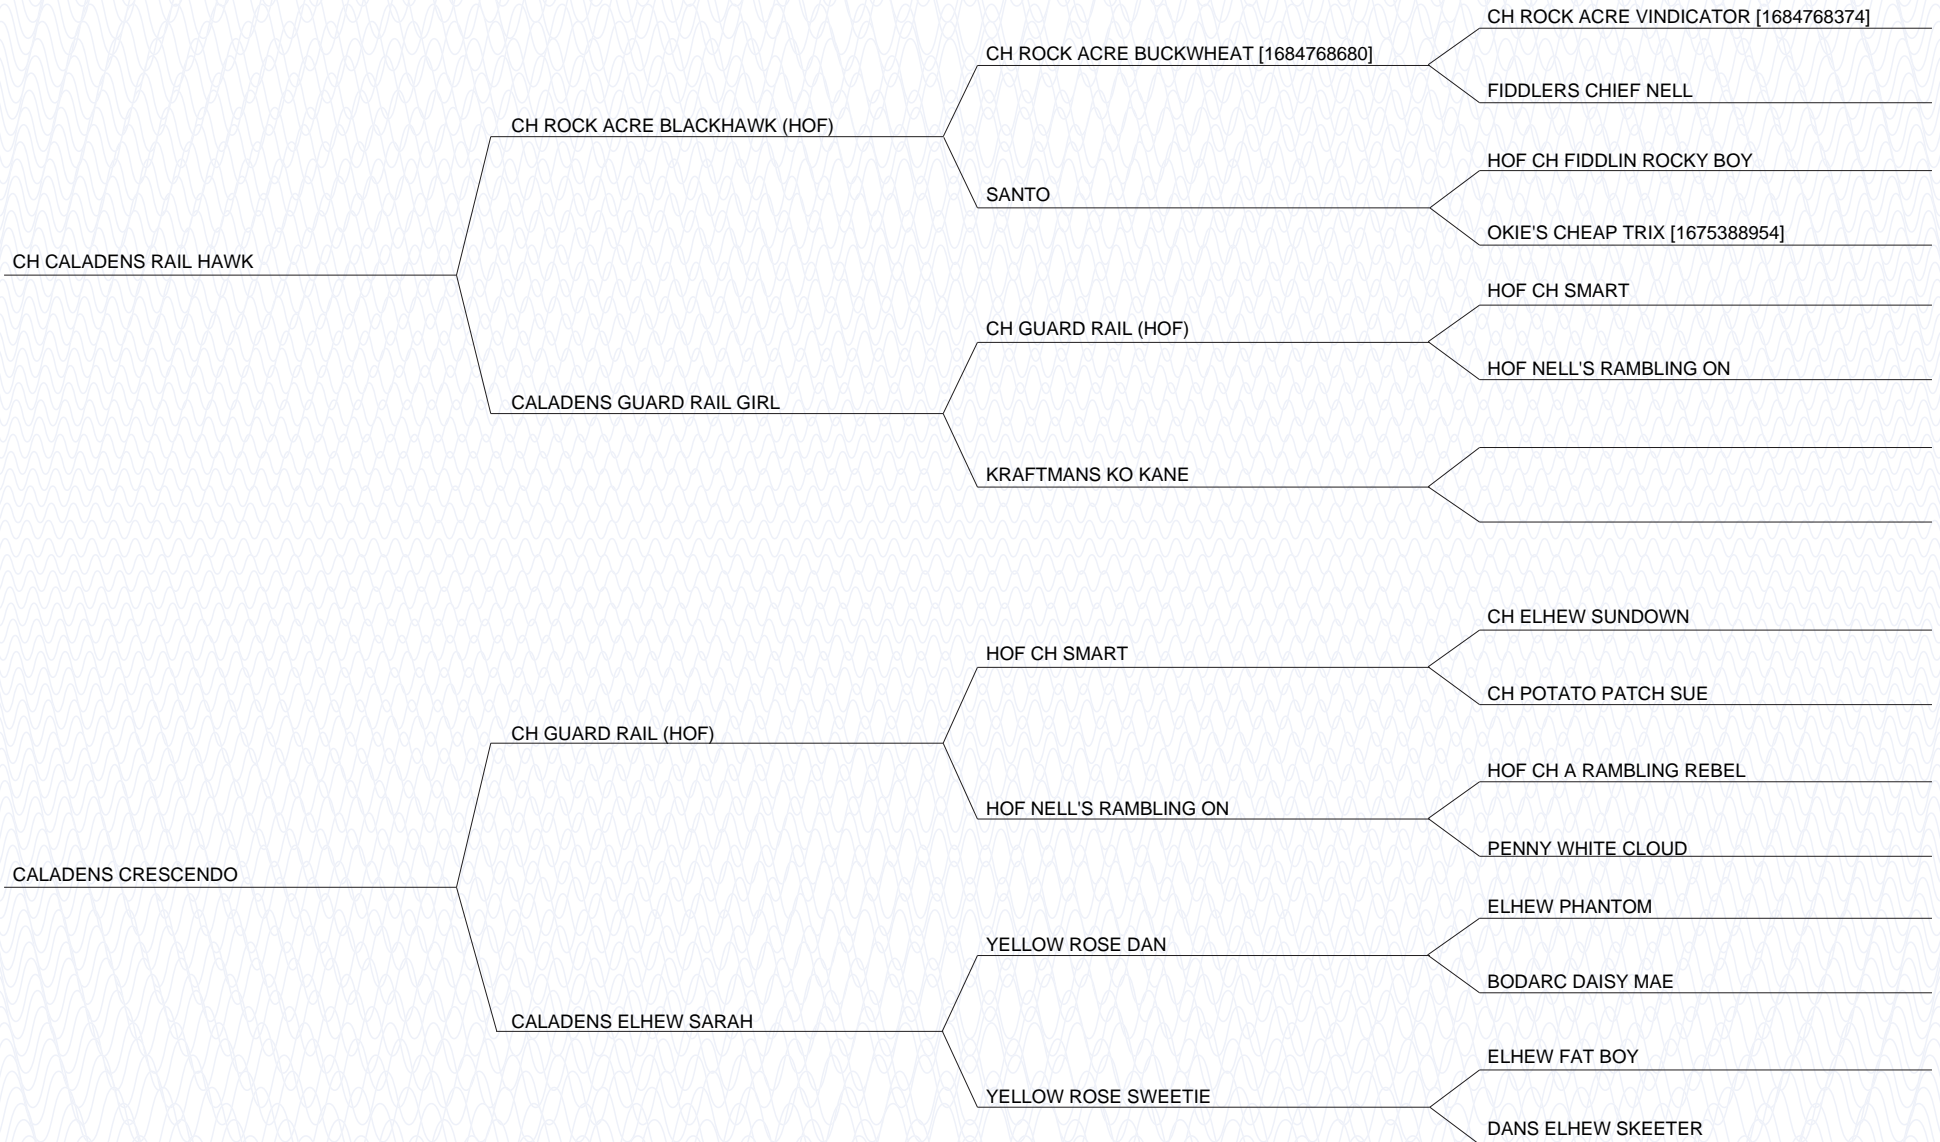 CH CALADENS RAIL HAWK
CH ROCK ACRE BLACKHAWK (HOF)
CH ROCK ACRE BUCKWHEAT [1684768680]
CH ROCK ACRE VINDICATOR [1684768374]
FIDDLERS CHIEF NELL
SANTO
HOF CH FIDDLIN ROCKY BOY
OKIE'S CHEAP TRIX [1675388954]
CALADENS GUARD RAIL GIRL
CH GUARD RAIL (HOF)
HOF CH SMART
HOF NELL'S RAMBLING ON
KRAFTMANS KO KANE
CALADENS CRESCENDO
CH GUARD RAIL (HOF)
HOF CH SMART
CH ELHEW SUNDOWN
CH POTATO PATCH SUE
HOF NELL'S RAMBLING ON
HOF CH A RAMBLING REBEL
PENNY WHITE CLOUD
CALADENS ELHEW SARAH
YELLOW ROSE DAN
ELHEW PHANTOM
BODARC DAISY MAE
YELLOW ROSE SWEETIE
ELHEW FAT BOY
DANS ELHEW SKEETER